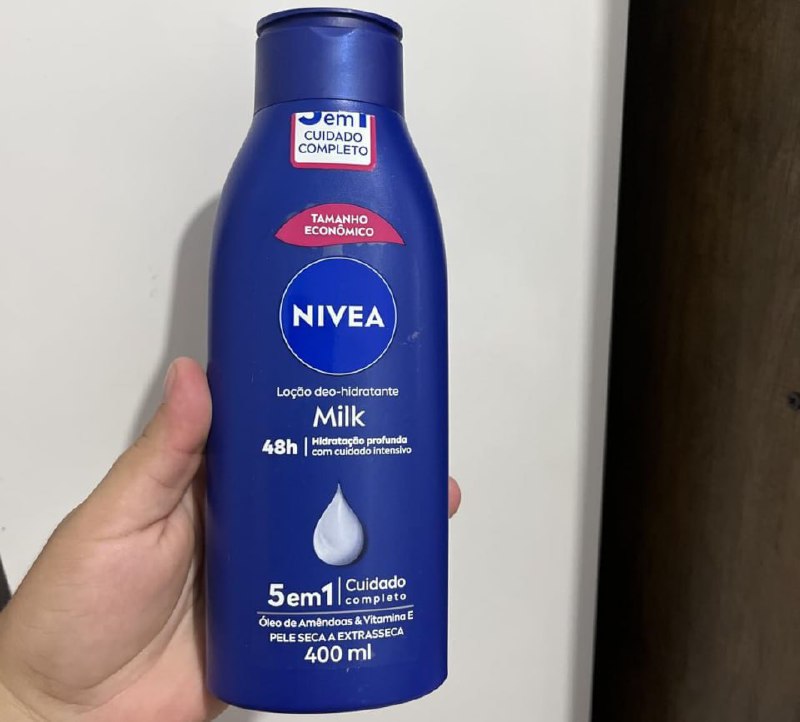 5em1
CUIDADO
COMPLETO
TAMANHO
ECONÔMICO
NIVEA
Loção deo-hidratante
Milk
48h Hidratação profunda
com cuidado intensivo
5em1 Cuidado
completo
Óleo de Amêndoas & Vitamina E
PELE SECA A EXTRASSECA
400 ml